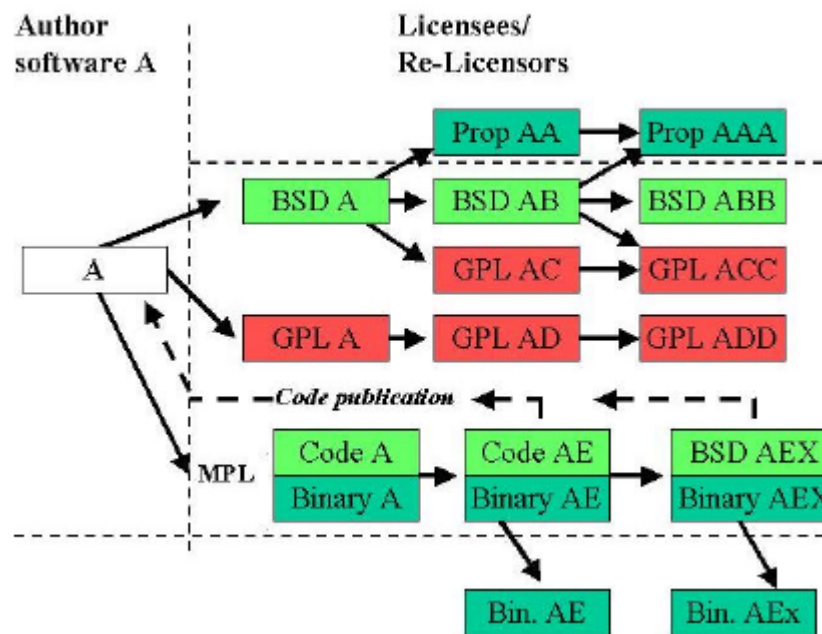 Author
software A
Licensees/
Re-Licensors
Prop AA
Prop AAA
BSD A
BSD AB
BSD ABB
A
GPL AC
GPL ACC
GPL A
GPL AD
GPL ADD
Code publication
MPL
Code A
Code AE
BSD AEX
Binary A
Binary AE
Binary AEX
Bin. AE
Bin. AEx